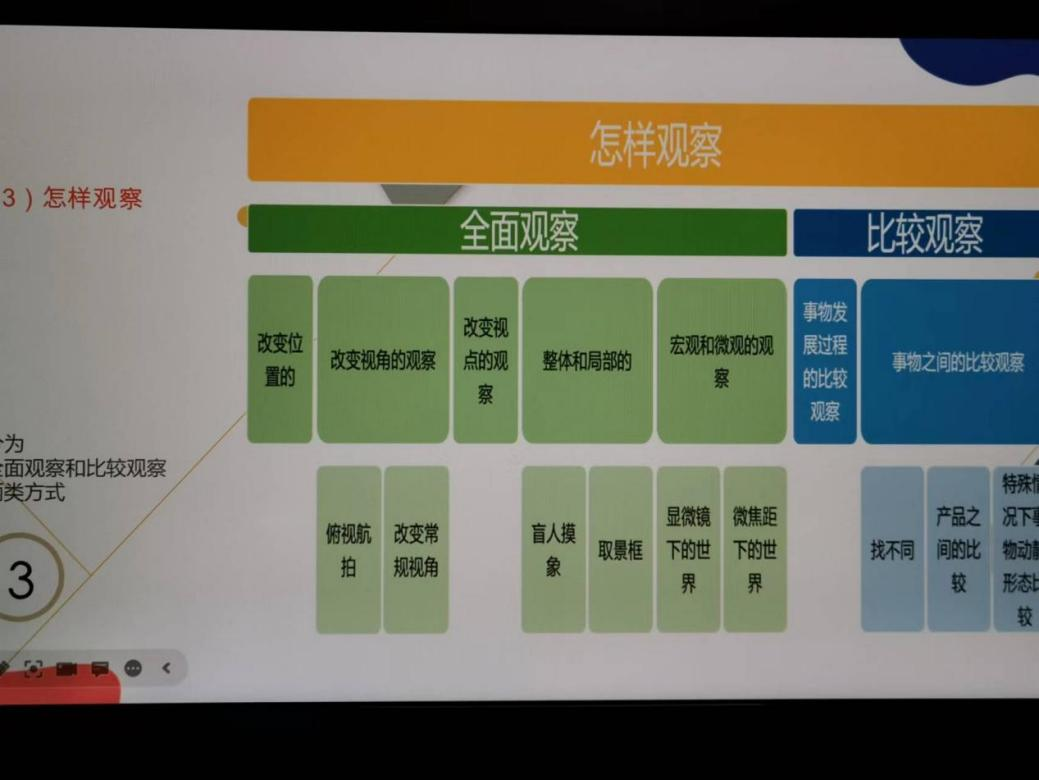 怎样观察
3）怎样观察
全面观察
比较观察
改变位
置的
改变视角的观察
改变视
点的观
察
整体和局部的
宏观和微观的观
察
事物发
展过程
的比较
观察
事物之间的比较观察
为
面观察和比较观察
类方式
3
俯视航
拍
改变常
规视角
盲人摸
象
取景框
显微镜
下的世
界
微焦距
下的世
界
找不同
产品之
间的比
较
特殊情
况下事
物动静
形态比
较